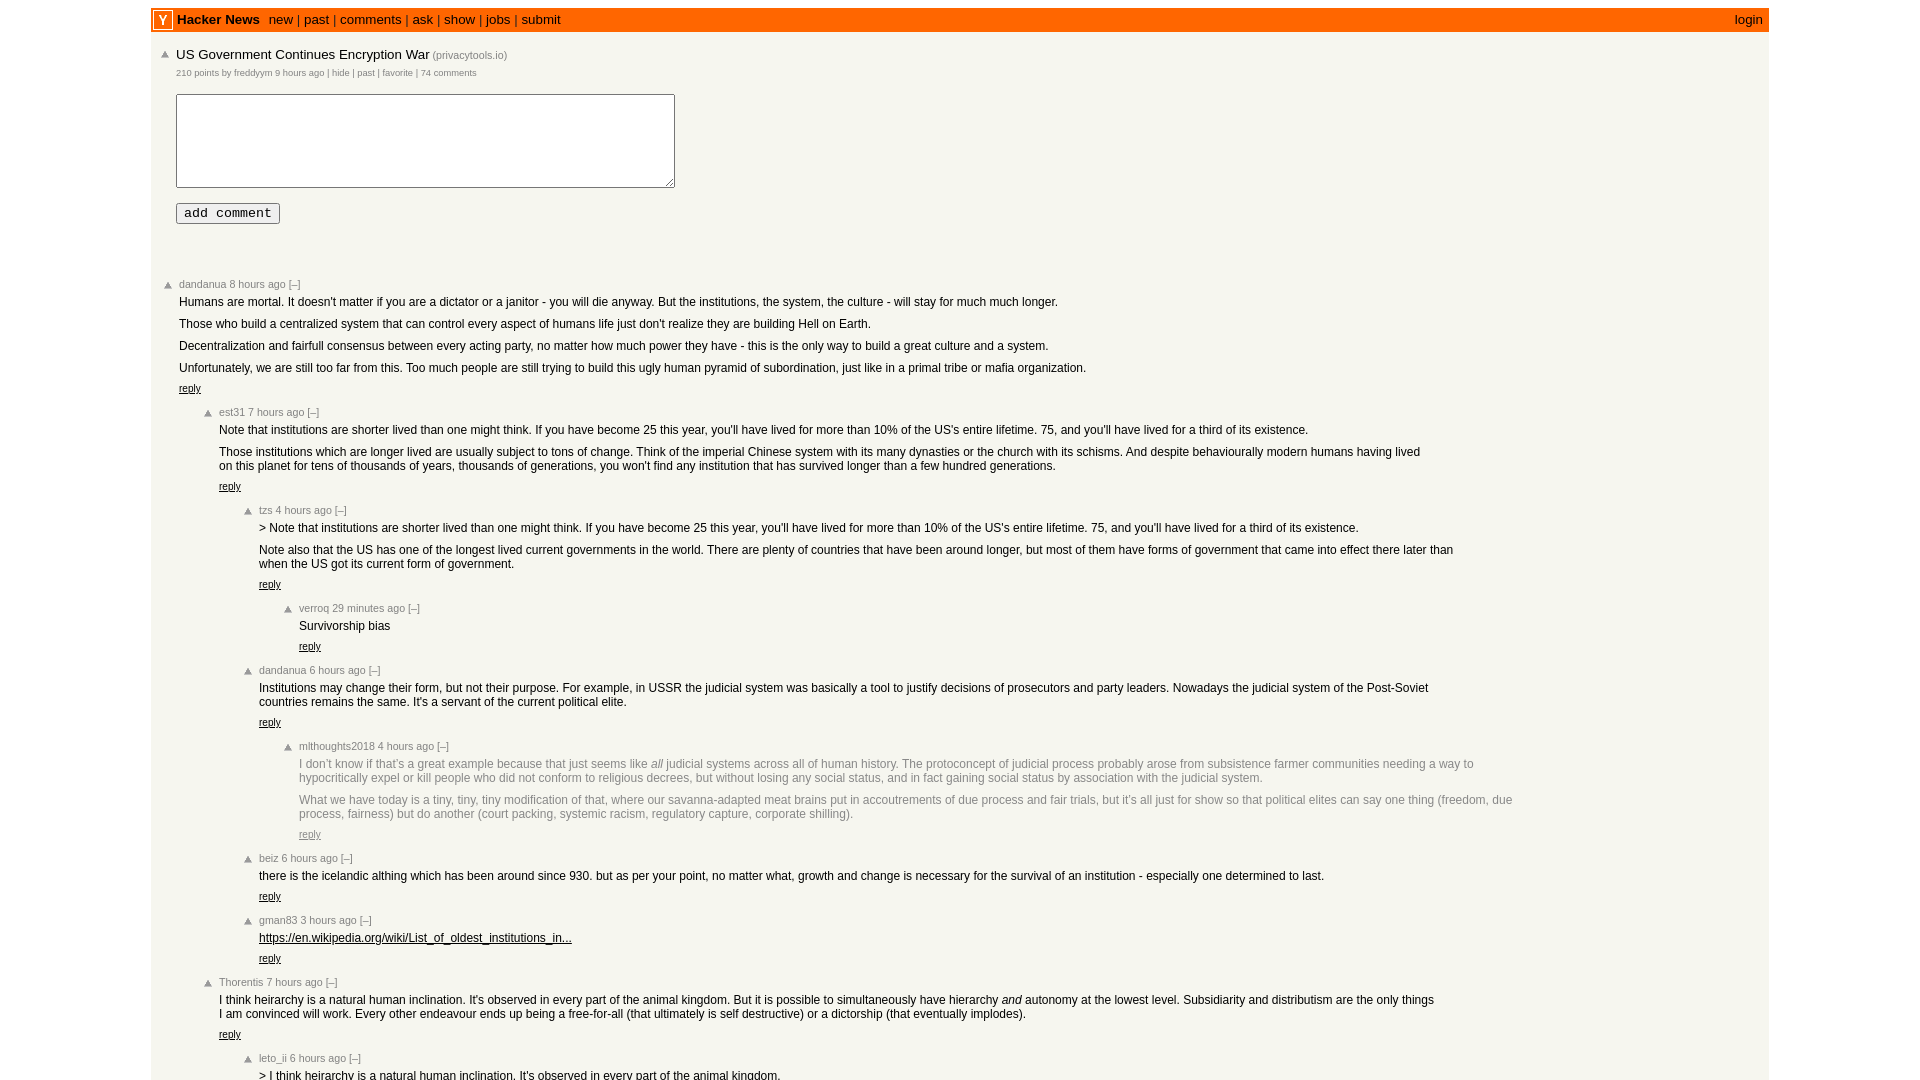 Y Hacker News new | past | comments | ask | show | jobs | submit login
US Government Continues Encryption War (privacytools.io)
210 points by freddyym 9 hours ago | hide | past | favorite | 74 comments
add comment
dandanua 8 hours ago [–]
Humans are mortal. It doesn't matter if you are a dictator or a janitor - you will die anyway. But the institutions, the system, the culture - will stay for much much longer.
Those who build a centralized system that can control every aspect of humans life just don't realize they are building Hell on Earth.
Decentralization and fairfull consensus between every acting party, no matter how much power they have - this is the only way to build a great culture and a system.
Unfortunately, we are still too far from this. Too much people are still trying to build this ugly human pyramid of subordination, just like in a primal tribe or mafia organization.
reply
est31 7 hours ago [–]
Note that institutions are shorter lived than one might think. If you have become 25 this year, you'll have lived for more than 10% of the US's entire lifetime. 75, and you'll have lived for a third of its existence.
Those institutions which are longer lived are usually subject to tons of change. Think of the imperial Chinese system with its many dynasties or the church with its schisms. And despite behaviourally modern humans having lived
on this planet for tens of thousands of years, thousands of generations, you won't find any institution that has survived longer than a few hundred generations.
reply
tzs 4 hours ago [–]
> Note that institutions are shorter lived than one might think. If you have become 25 this year, you'll have lived for more than 10% of the US's entire lifetime. 75, and you'll have lived for a third of its existence.
Note also that the US has one of the longest lived current governments in the world. There are plenty of countries that have been around longer, but most of them have forms of government that came into effect there later than
when the US got its current form of government.
reply
verroq 29 minutes ago [–]
Survivorship bias
reply
dandanua 6 hours ago [–]
Institutions may change their form, but not their purpose. For example, in USSR the judicial system was basically a tool to justify decisions of prosecutors and party leaders. Nowadays the judicial system of the Post-Soviet
countries remains the same. It's a servant of the current political elite.
reply
mlthoughts2018 4 hours ago [–]
I don’t know if that’s a great example because that just seems like all judicial systems across all of human history. The protoconcept of judicial process probably arose from subsistence farmer communities needing a way to
hypocritically expel or kill people who did not conform to religious decrees, but without losing any social status, and in fact gaining social status by association with the judicial system.
What we have today is a tiny, tiny, tiny modification of that, where our savanna-adapted meat brains put in accoutrements of due process and fair trials, but it’s all just for show so that political elites can say one thing (freedom, due
process, fairness) but do another (court packing, systemic racism, regulatory capture, corporate shilling).
reply
beiz 6 hours ago [–]
there is the icelandic althing which has been around since 930. but as per your point, no matter what, growth and change is necessary for the survival of an institution - especially one determined to last.
reply
gman83 3 hours ago [–]
https://en.wikipedia.org/wiki/List_of_oldest_institutions_in...
reply
Thorentis 7 hours ago [–]
I think heirarchy is a natural human inclination. It's observed in every part of the animal kingdom. But it is possible to simultaneously have hierarchy and autonomy at the lowest level. Subsidiarity and distributism are the only things
I am convinced will work. Every other endeavour ends up being a free-for-all (that ultimately is self destructive) or a dictorship (that eventually implodes).
reply
leto_ii 6 hours ago [–]
> I think heirarchy is a natural human inclination. It's observed in every part of the animal kingdom.